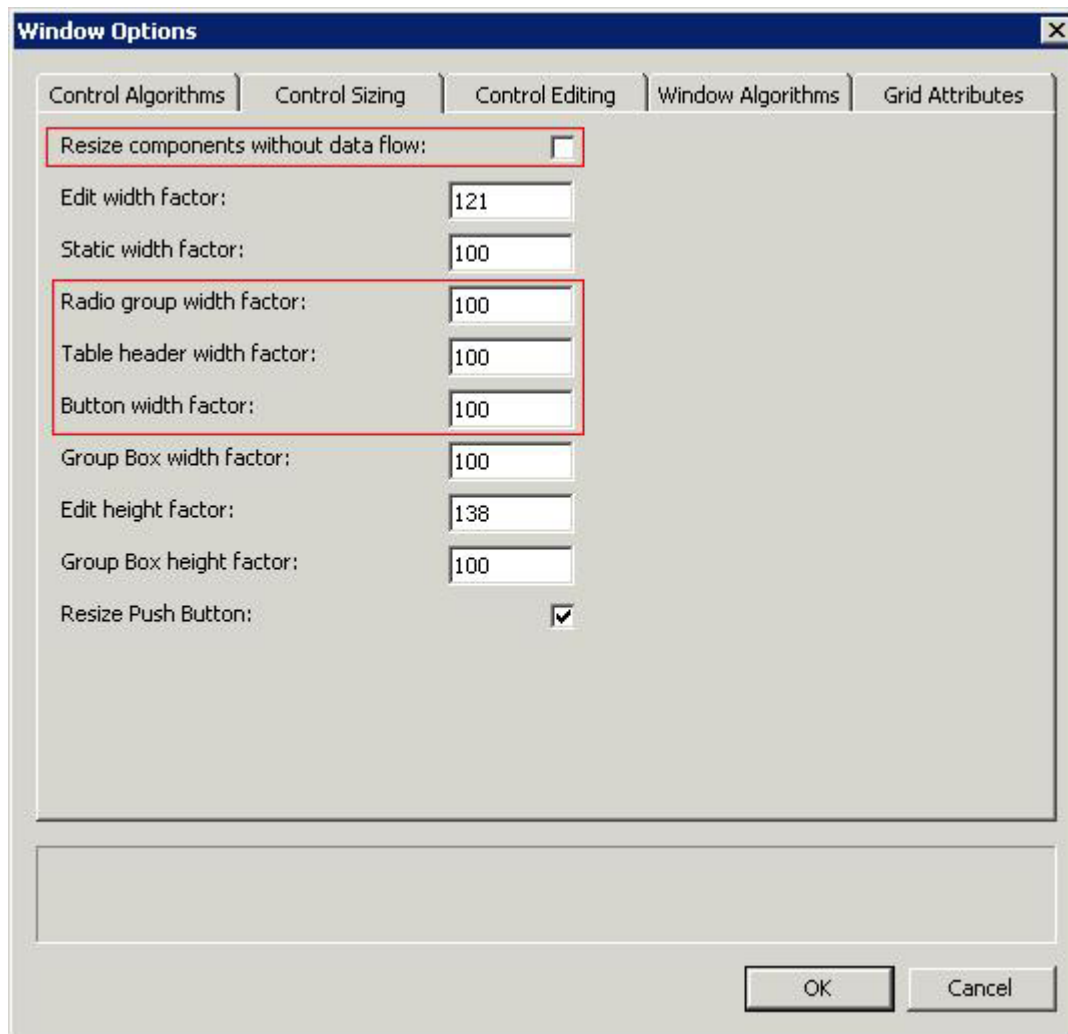 Window Options
Control Algorithms Control Sizing Control Editing Window Algorithms Grid Attributes
Resize components without data flow:
Edit width factor: 121
Static width factor: 100
Radio group width factor: 100
Table header width factor: 100
Button width factor: 100
Group Box width factor: 100
Edit height factor: 138
Group Box height factor: 100
Resize Push Button:
OK Cancel